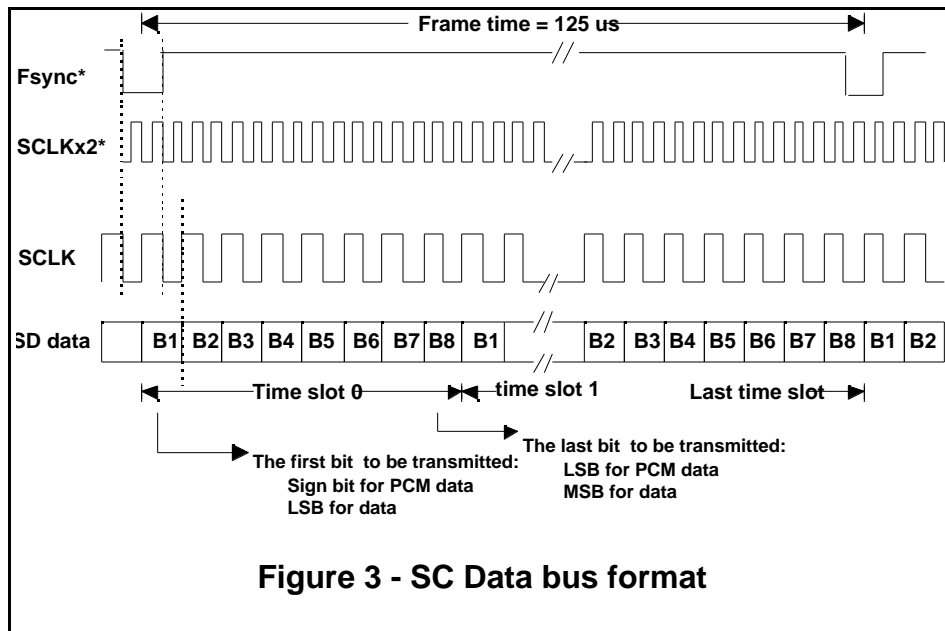 Frame time = 125 us
Fsync*
//
//
SCLKx2*
//
SCLK
//
SD data
B1 B2 B3 B4 B5 B6 B7 B8 B1
//
B2 B3 B4 B5 B6 B7 B8 B1 B2
Time slot 0
time slot 1
Last time slot
The first bit to be transmitted:
Sign bit for PCM data
LSB for data
The last bit to be transmitted:
LSB for PCM data
MSB for data
Figure 3 - SC Data bus format